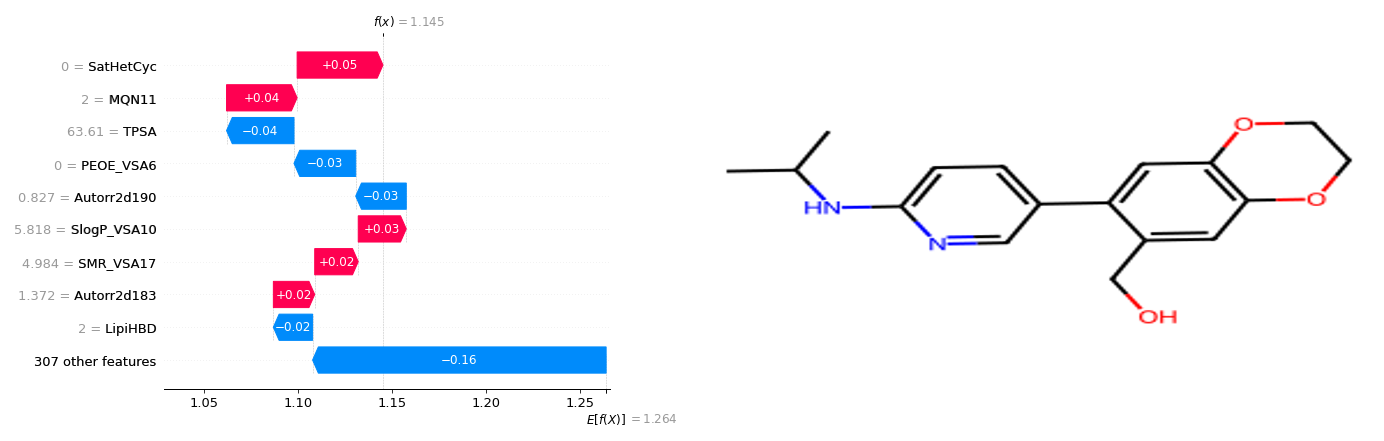 f(x) = 1.145
0 = SatHetCyc +0.05
2 = MQN11 +0.04
63.61 = TPSA −0.04
0 = PEOE_VSA6 −0.03
0.827 = Autorr2d190 −0.03
5.818 = SlogP_VSA10 +0.03
4.984 = SMR_VSA17 +0.02
1.372 = Autorr2d183 +0.02
2 = LipiHBD −0.02
307 other features −0.16
1.05 1.10 1.15 1.20 1.25
E[f(X)] = 1.264
O
O
HN
N
OH